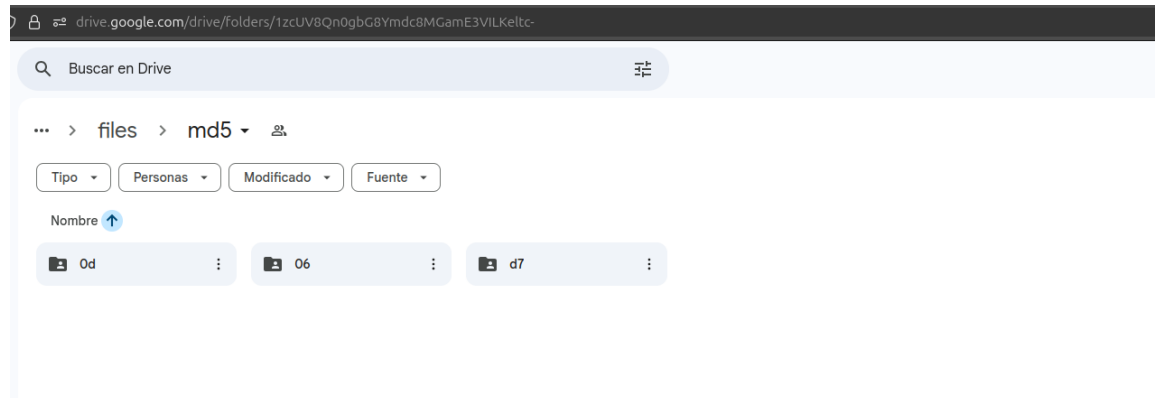 drive.google.com/drive/folders/1zcUV8Qn0gbG8Ymdc8MGamE3VILKeltc-
Buscar en Drive
... > files > md5
Tipo Personas Modificado Fuente
Nombre
0d 06 d7